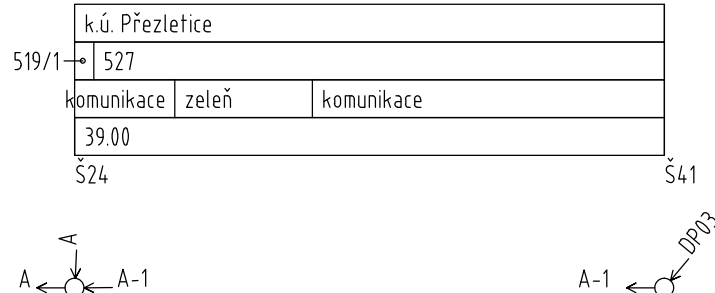 k.ú. Přezletice
519/1 527
komunikace zeleň komunikace
39.00
Š24 Š41
A DP03
A A-1 A-1